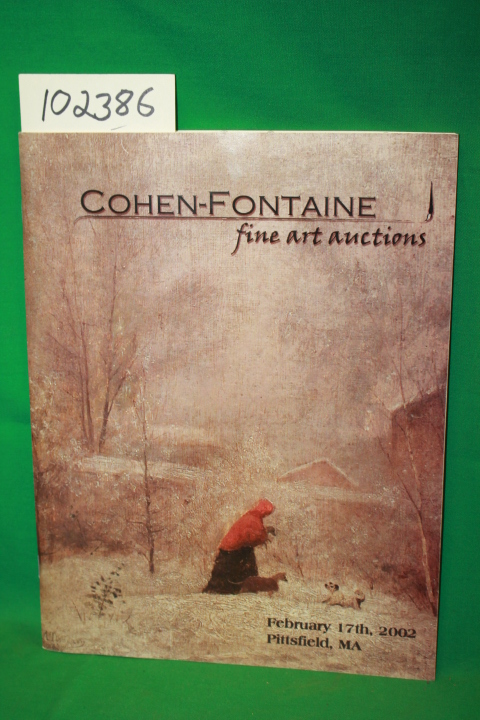 102386
COHEN-FONTAINE
fine art auctions
February 17th, 2002
Pittsfield, MA